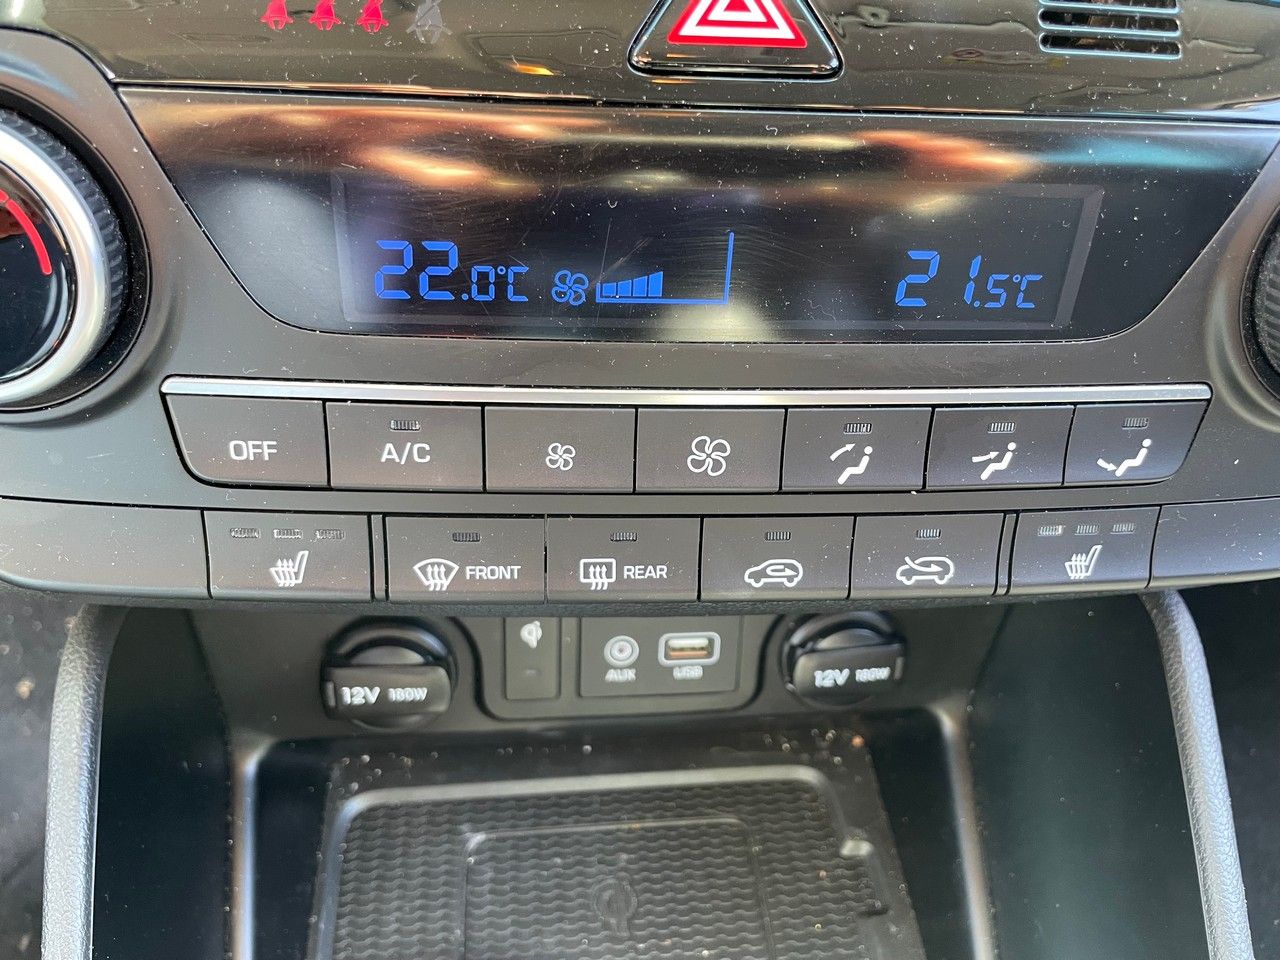 22.0°C 21.5°C
OFF A/C
FRONT REAR
AUX USB
12V 180W 12V 180W